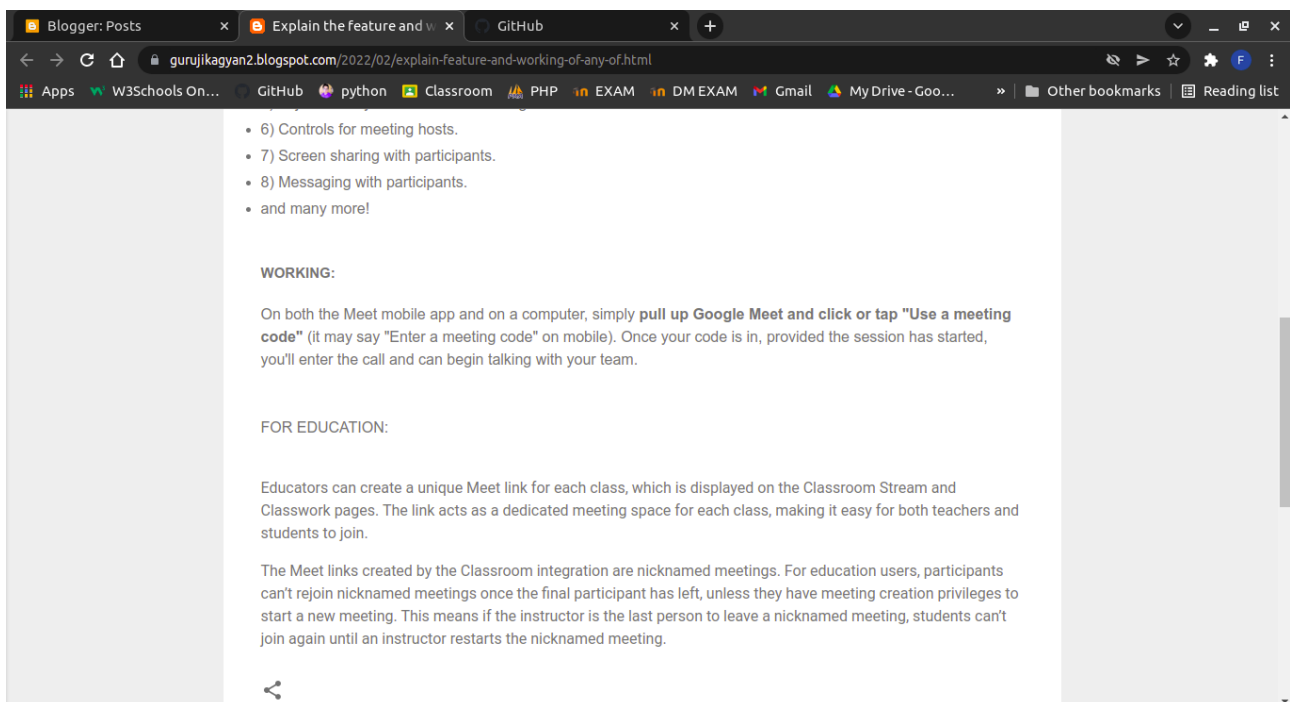 Blogger: Posts
Explain the feature and w
GitHub
gurujikagyan2.blogspot.com/2022/02/explain-feature-and-working-of-any-of.html
F
Apps W3Schools On... GitHub python Classroom PHP EXAM DM EXAM Gmail My Drive - Goo... » Other bookmarks Reading list
• 6) Controls for meeting hosts.
• 7) Screen sharing with participants.
• 8) Messaging with participants.
• and many more!
WORKING:
On both the Meet mobile app and on a computer, simply pull up Google Meet and click or tap "Use a meeting
code" (it may say "Enter a meeting code" on mobile). Once your code is in, provided the session has started,
you'll enter the call and can begin talking with your team.
FOR EDUCATION:
Educators can create a unique Meet link for each class, which is displayed on the Classroom Stream and
Classwork pages. The link acts as a dedicated meeting space for each class, making it easy for both teachers and
students to join.
The Meet links created by the Classroom integration are nicknamed meetings. For education users, participants
can't rejoin nicknamed meetings once the final participant has left, unless they have meeting creation privileges to
start a new meeting. This means if the instructor is the last person to leave a nicknamed meeting, students can't
join again until an instructor restarts the nicknamed meeting.